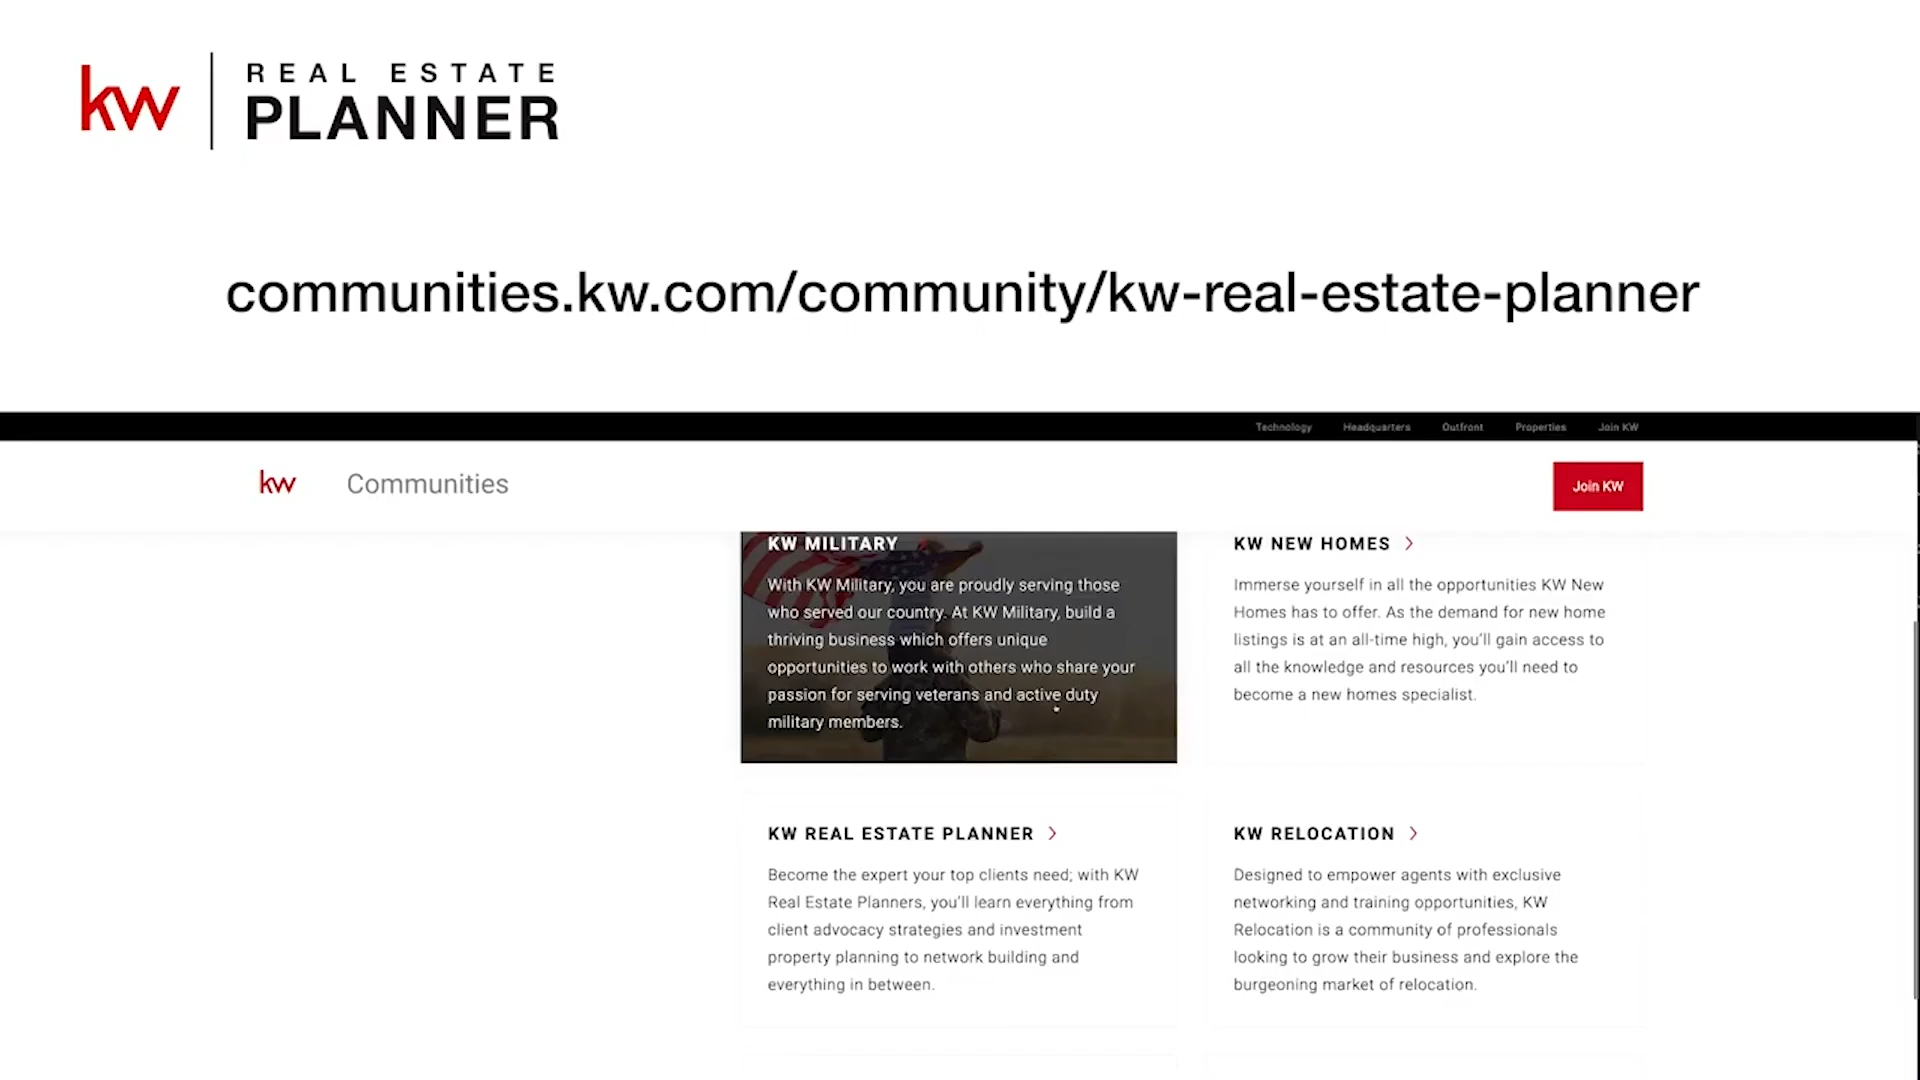 kw
REAL ESTATE
PLANNER
communities.kw.com/community/kw-real-estate-planner
Technology Headquarters Outfront Properties Join KW
kw Communities Join KW
KW MILITARY
With KW Military, you are proudly serving those
who served our country. At KW Military, build a
thriving business which offers unique
opportunities to work with others who share your
passion for serving veterans and active duty
military members.
KW NEW HOMES
Immerse yourself in all the opportunities KW New
Homes has to offer. As the demand for new home
listings is at an all-time high, you'll gain access to
all the knowledge and resources you'll need to
become a new homes specialist.
KW REAL ESTATE PLANNER
Become the expert your top clients need; with KW
Real Estate Planners, you'll learn everything from
client advocacy strategies and investment
property planning to network building and
everything in between.
KW RELOCATION
Designed to empower agents with exclusive
networking and training opportunities, KW
Relocation is a community of professionals
looking to grow their business and explore the
burgeoning market of relocation.